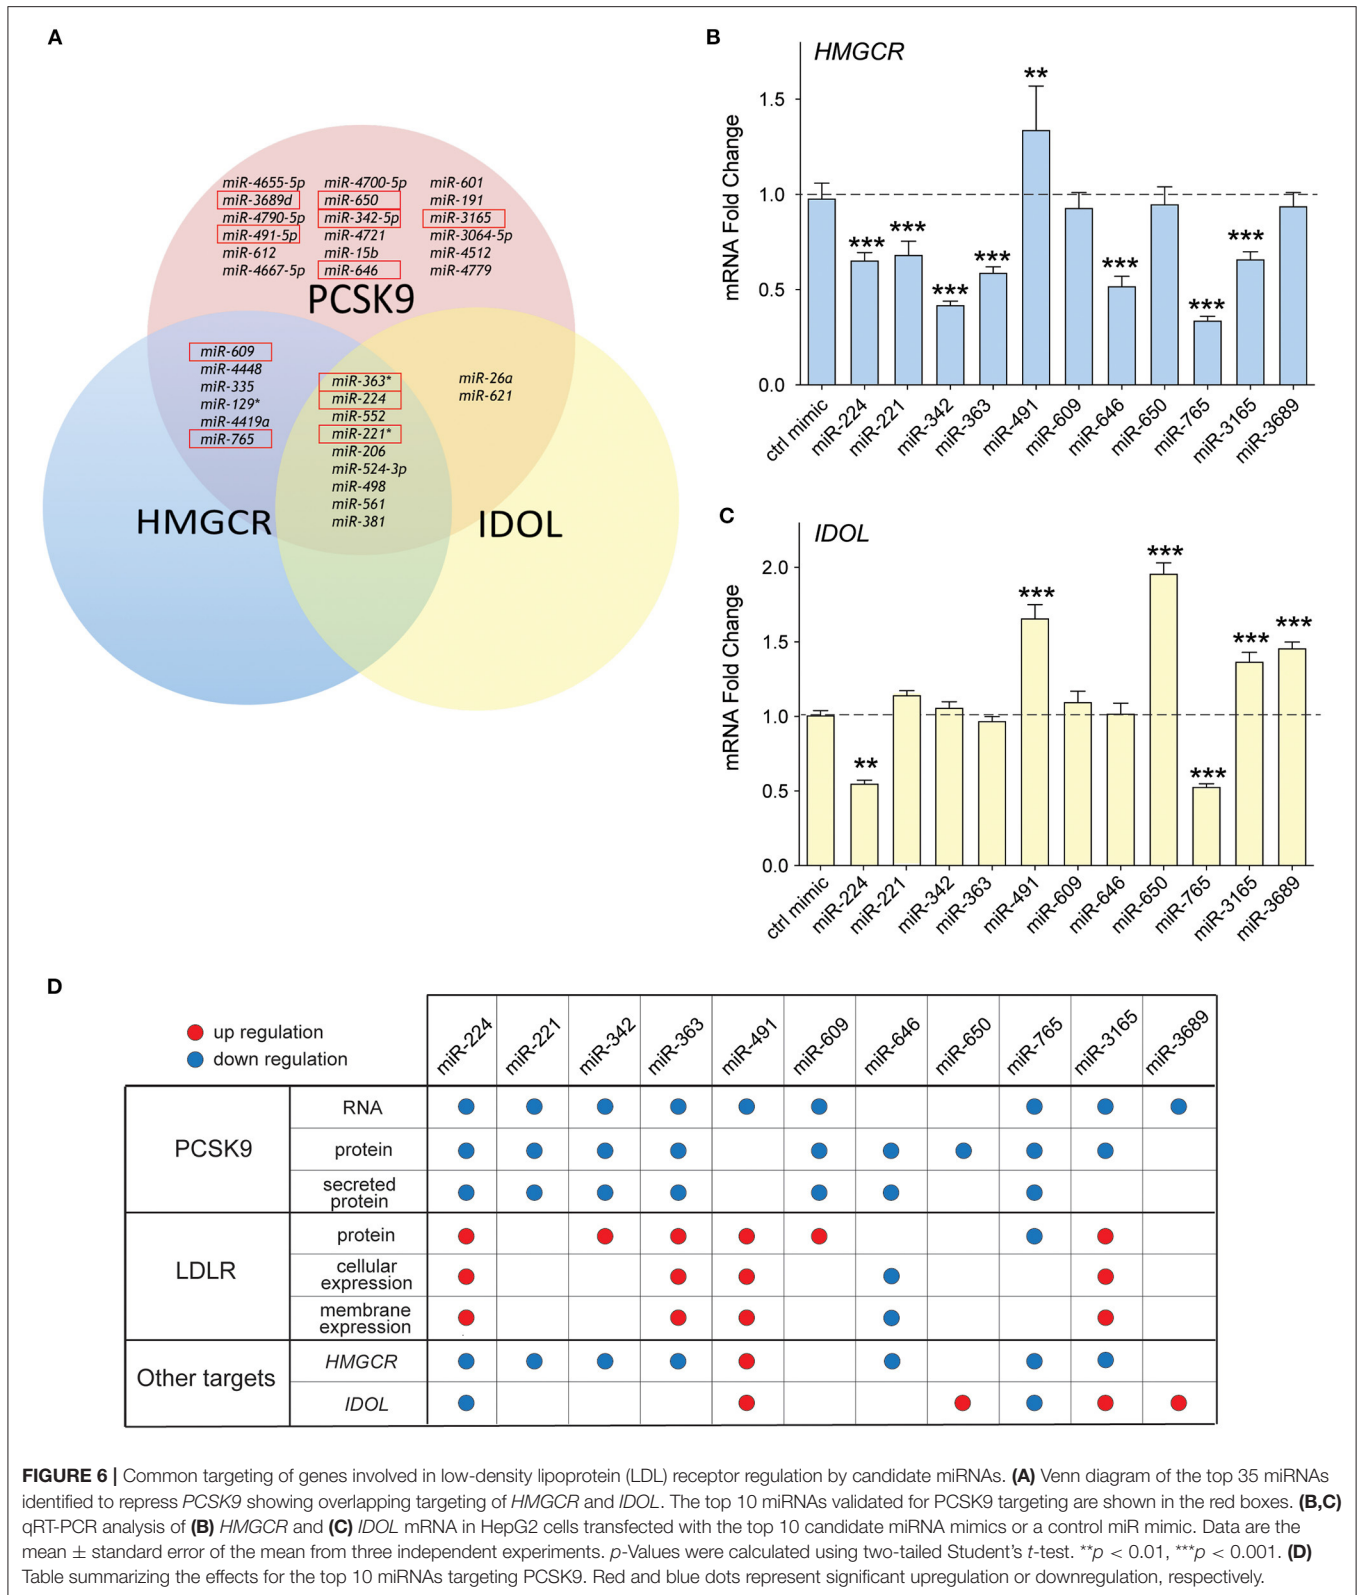 A
miR-4655-5p miR-4700-5p miR-601
miR-3689d miR-650 miR-191
miR-4790-5p miR-342-5p miR-3165
miR-491-5p miR-4721 miR-3064-5p
miR-612 miR-15b miR-4512
miR-4667-5p miR-646 miR-4779
PCSK9
miR-609
miR-4448
miR-335
miR-129*
miR-4419a
miR-765
miR-363*
miR-224
miR-552
miR-221*
miR-206
miR-524-3p
miR-498
miR-561
miR-381
miR-26a
miR-621
HMGCR
IDOL
B
HMGCR
mRNA Fold Change
1.5
1.0
0.5
0.0
*** *** *** *** ** *** *** ***
ctrl mimic miR-224 miR-221 miR-342 miR-363 miR-491 miR-609 miR-646 miR-650 miR-765 miR-3165 miR-3689
C
IDOL
mRNA Fold Change
2.0
1.5
1.0
0.5
0.0
** *** *** *** *** ***
ctrl mimic miR-224 miR-221 miR-342 miR-363 miR-491 miR-609 miR-646 miR-650 miR-765 miR-3165 miR-3689
D
up regulation
down regulation
miR-224 miR-221 miR-342 miR-363 miR-491 miR-609 miR-646 miR-650 miR-765 miR-3165 miR-3689
PCSK9
RNA
protein
secreted
protein
LDLR
protein
cellular
expression
membrane
expression
Other targets
HMGCR
IDOL
FIGURE 6 | Common targeting of genes involved in low-density lipoprotein (LDL) receptor regulation by candidate miRNAs. (A) Venn diagram of the top 35 miRNAs
identified to repress PCSK9 showing overlapping targeting of HMGCR and IDOL. The top 10 miRNAs validated for PCSK9 targeting are shown in the red boxes. (B,C)
qRT-PCR analysis of (B) HMGCR and (C) IDOL mRNA in HepG2 cells transfected with the top 10 candidate miRNA mimics or a control miR mimic. Data are the
mean ± standard error of the mean from three independent experiments. p-Values were calculated using two-tailed Student's t-test. **p < 0.01, ***p < 0.001. (D)
Table summarizing the effects for the top 10 miRNAs targeting PCSK9. Red and blue dots represent significant upregulation or downregulation, respectively.